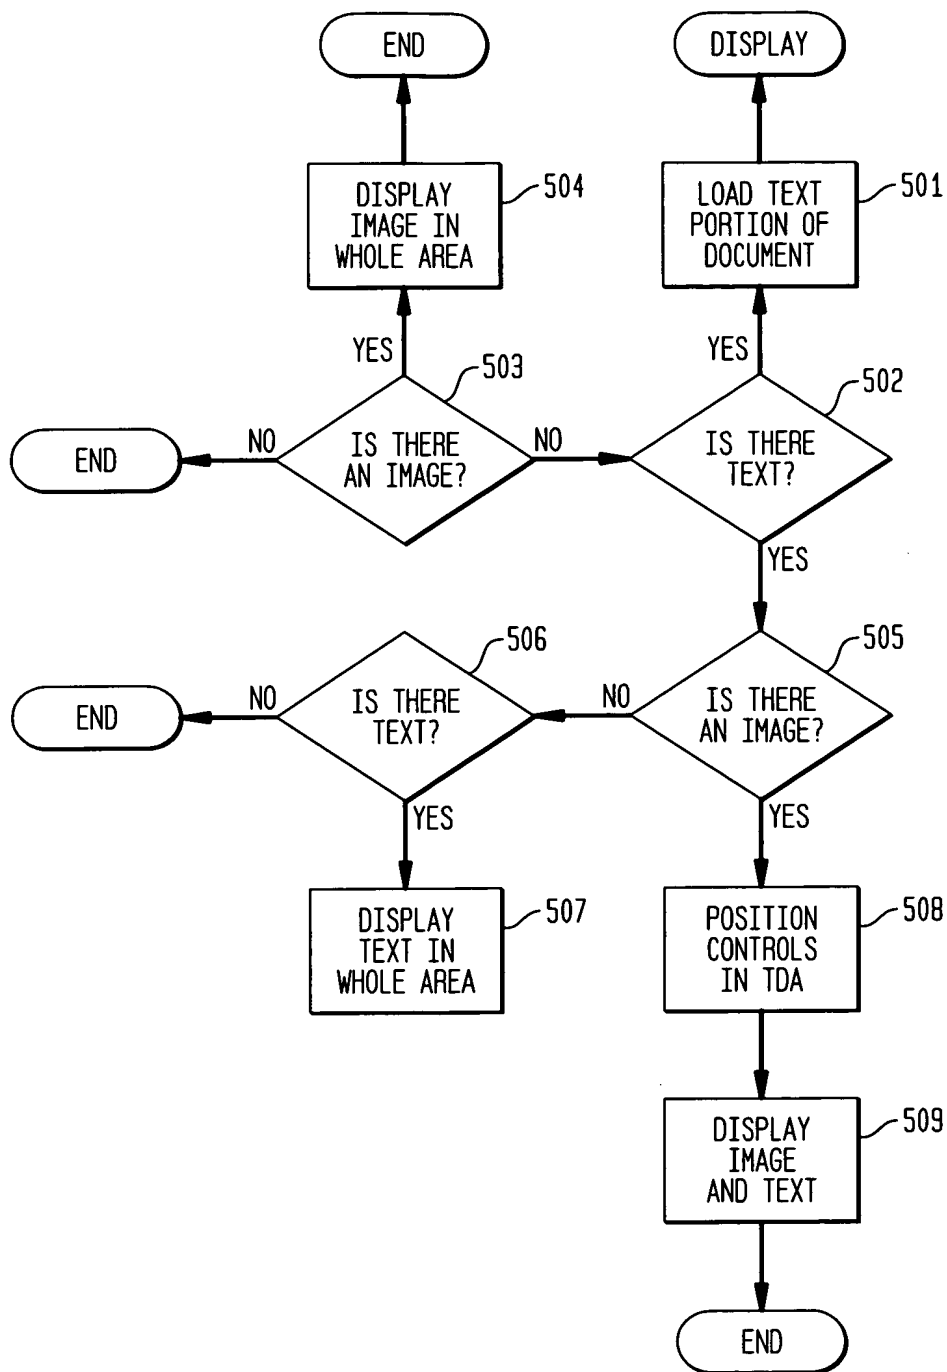 END
DISPLAY
DISPLAY
IMAGE IN
WHOLE AREA
504
LOAD TEXT
PORTION OF
DOCUMENT
501
YES
YES
503
502
END
NO
IS THERE
AN IMAGE?
NO
IS THERE
TEXT?
YES
506
505
END
NO
IS THERE
TEXT?
NO
IS THERE
AN IMAGE?
YES
YES
DISPLAY
TEXT IN
WHOLE AREA
507
POSITION
CONTROLS
IN TDA
508
DISPLAY
IMAGE
AND TEXT
509
END